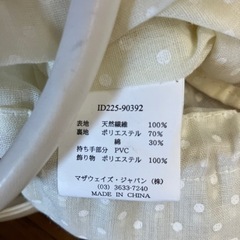 ID225-90392
表地 天然繊維 100%
裏地 ポリエステル 70%
綿 30%
持ち手部分 PVC
飾り物 ポリエステル 100%
マザウェイズ・ジャパン (株)
(03) 3633-7240
MADE IN CHINA